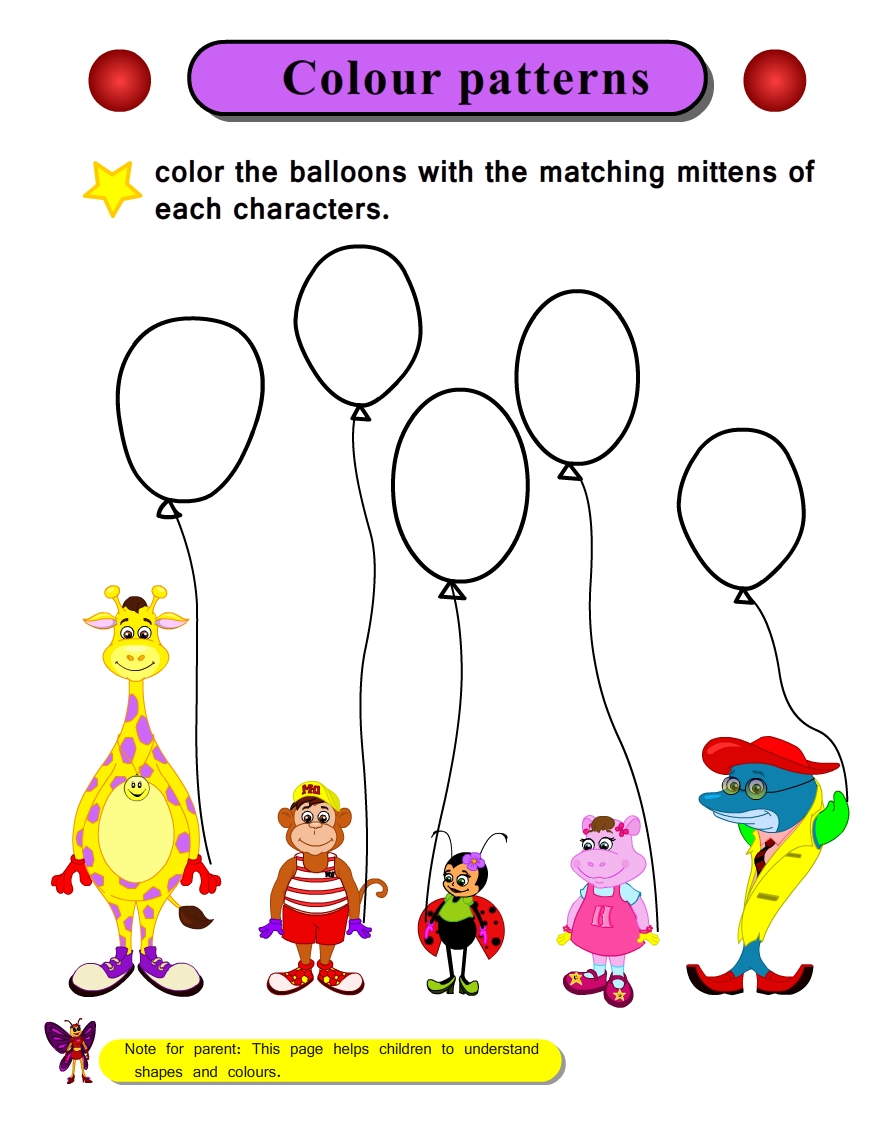 Colour patterns
color the balloons with the matching mittens of
each characters.
Note for parent: This page helps children to understand
shapes and colours.